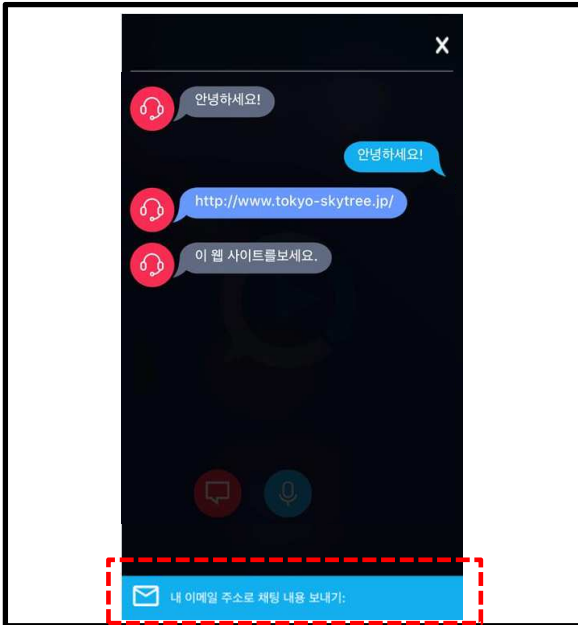 X
안녕하세요!
안녕하세요!
http://www.tokyo-skytree.jp/
이 웹 사이트를보세요.
내 이메일 주소로 채팅 내용 보내기: